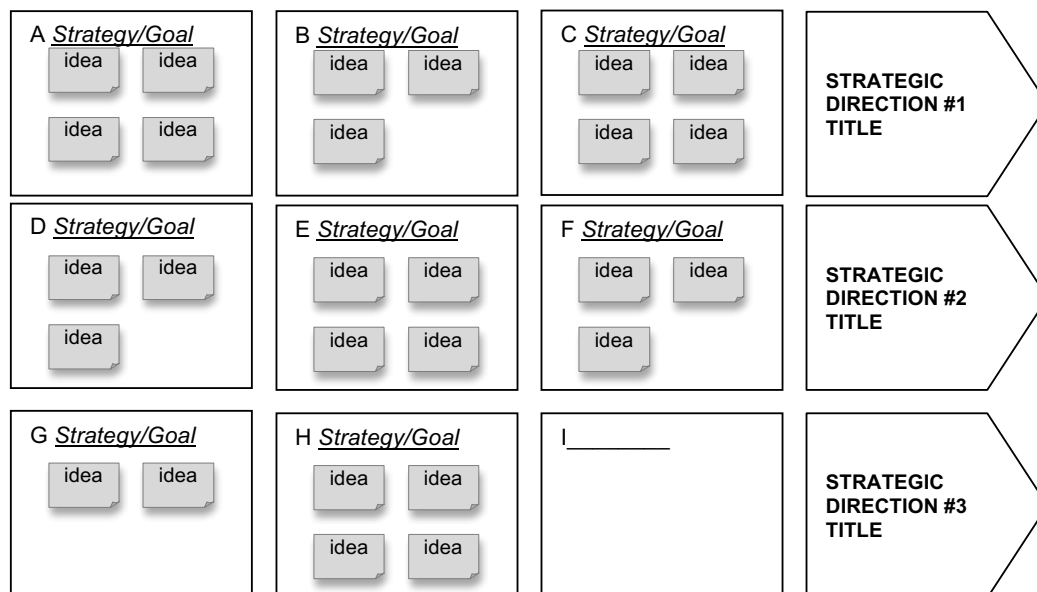 A Strategy/Goal
idea idea
idea idea
B Strategy/Goal
idea idea
idea
C Strategy/Goal
idea idea
idea idea
STRATEGIC
DIRECTION #1
TITLE
D Strategy/Goal
idea idea
idea
E Strategy/Goal
idea idea
idea idea
F Strategy/Goal
idea idea
idea
STRATEGIC
DIRECTION #2
TITLE
G Strategy/Goal
idea idea
H Strategy/Goal
idea idea
idea idea
I________
STRATEGIC
DIRECTION #3
TITLE